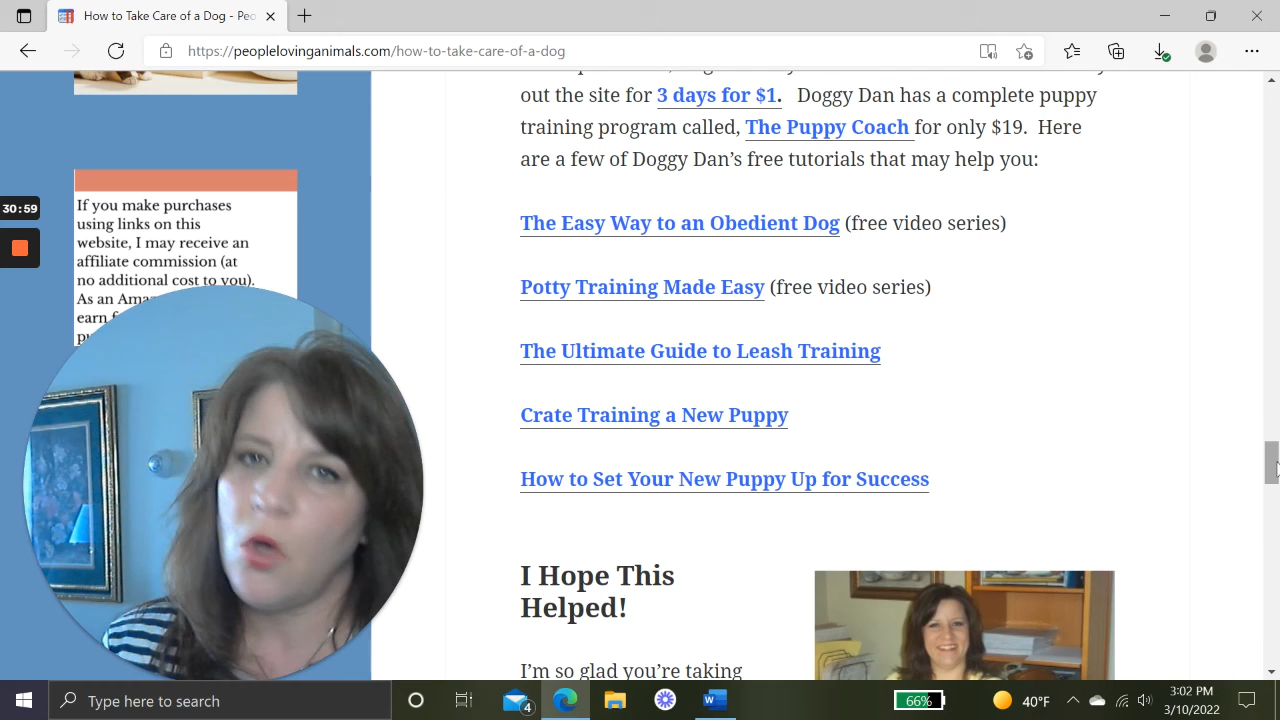 How to Take Care of a Dog - Peo
https://peoplelovinganimals.com/how-to-take-care-of-a-dog
out the site for 3 days for $1. Doggy Dan has a complete puppy
training program called, The Puppy Coach for only $19. Here
are a few of Doggy Dan’s free tutorials that may help you:
The Easy Way to an Obedient Dog (free video series)
Potty Training Made Easy (free video series)
The Ultimate Guide to Leash Training
Crate Training a New Puppy
How to Set Your New Puppy Up for Success
I Hope This
Helped!
I’m so glad you’re taking
If you make purchases
using links on this
website, I may receive an
affiliate commission (at
no additional cost to you).
As an Ama
earn f
30:59
Type here to search
4
W
66%
40°F
3:02 PM
3/10/2022